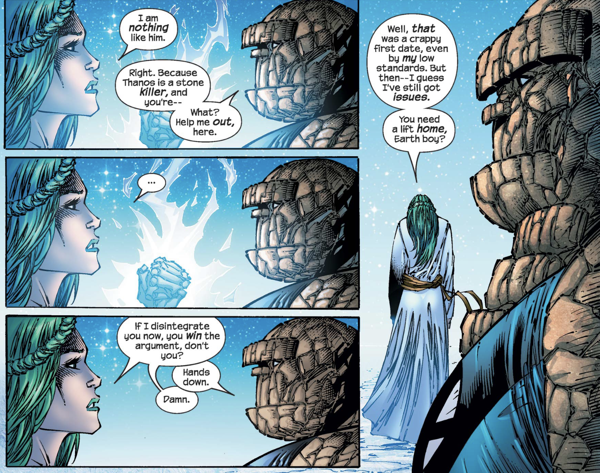 I am
nothing
like him.
Right. Because
Thanos is a stone
killer, and
you're--
What?
Help me out,
here.
...
If I disintegrate
you now, you win the
argument, don't
you?
Hands
down.
Damn.
Well, that
was a crappy
first date, even
by my low
standards. But
then--I guess
I've still got
issues.
You need
a lift home,
Earth boy?